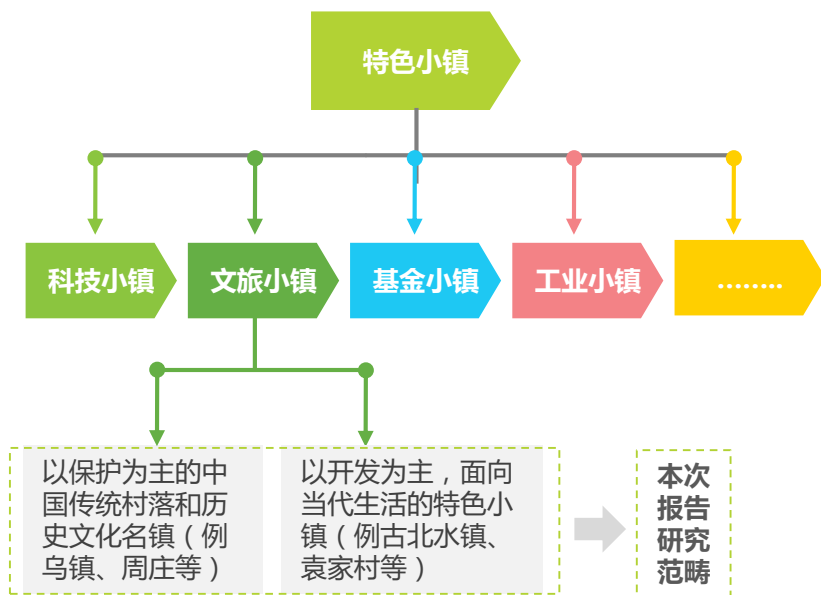 特色小镇
科技小镇
文旅小镇
基金小镇
工业小镇
........
以保护为主的中
国传统村落和历
史文化名镇（例
乌镇、周庄等）
以开发为主，面向
当代生活的特色小
镇（例古北水镇、
袁家村等）
本次
报告
研究
范畴